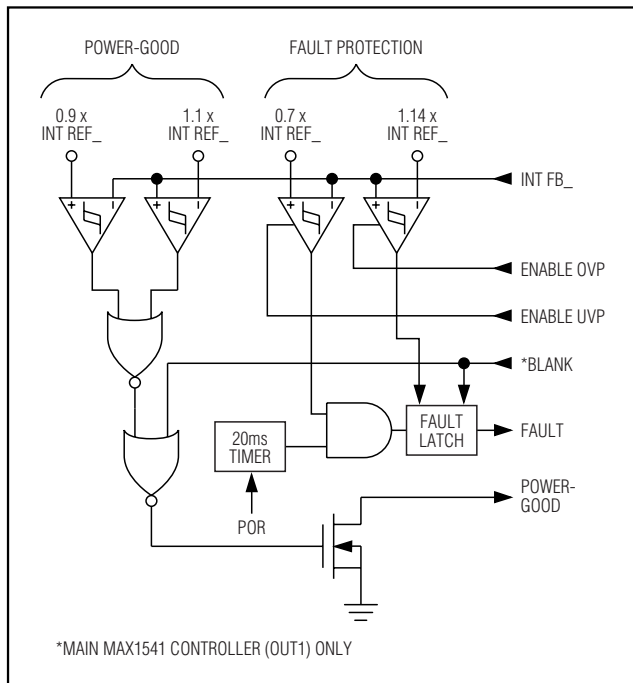 POWER-GOOD
FAULT PROTECTION
0.9 x
INT REF_
1.1 x
INT REF_
0.7 x
INT REF_
1.14 x
INT REF_
INT FB_
+
-
+
-
+
-
+
-
ENABLE OVP
ENABLE UVP
*BLANK
20ms
TIMER
FAULT
LATCH
FAULT
POR
POWER-
GOOD
*MAIN MAX1541 CONTROLLER (OUT1) ONLY